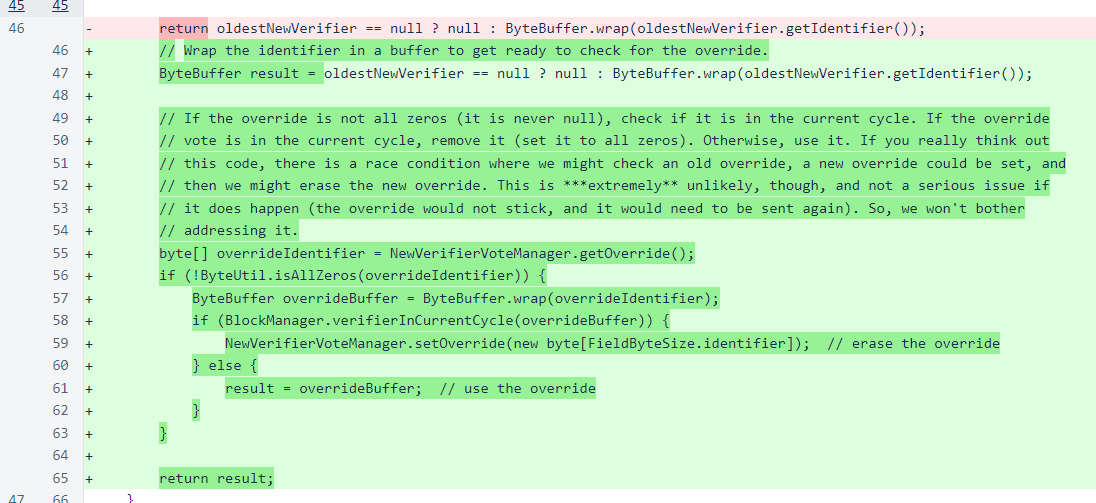 45 45
46 - return oldestNewVerifier == null ? null : ByteBuffer.wrap(oldestNewVerifier.getIdentifier());
46 + // Wrap the identifier in a buffer to get ready to check for the override.
47 + ByteBuffer result = oldestNewVerifier == null ? null : ByteBuffer.wrap(oldestNewVerifier.getIdentifier());
48 +
49 + // If the override is not all zeros (it is never null), check if it is in the current cycle. If the override
50 + // vote is in the current cycle, remove it (set it to all zeros). Otherwise, use it. If you really think out
51 + // this code, there is a race condition where we might check an old override, a new override could be set, and
52 + // then we might erase the new override. This is ***extremely** unlikely, though, and not a serious issue if
53 + // it does happen (the override would not stick, and it would need to be sent again). So, we won't bother
54 + // addressing it.
55 + byte[] overrideIdentifier = NewVerifierVoteManager.getOverride();
56 + if (!ByteUtil.isAllZeros(overrideIdentifier)) {
57 + ByteBuffer overrideBuffer = ByteBuffer.wrap(overrideIdentifier);
58 + if (BlockManager.verifierInCurrentCycle(overrideBuffer)) {
59 + NewVerifierVoteManager.setOverride(new byte[FieldByteSize.identifier]); // erase the override
60 + } else {
61 + result = overrideBuffer; // use the override
62 + }
63 + }
64 +
65 + return result;
47 66 }